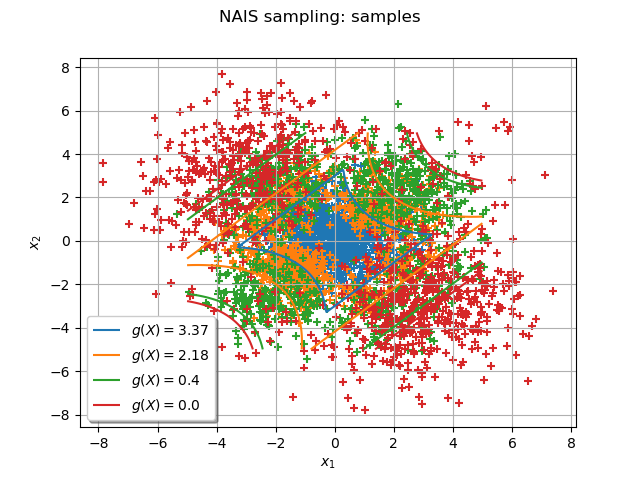 NAIS sampling: samples
8
6
4
2
0
−2
−4
−6
−8
x₂
g(X) = 3.37
g(X) = 2.18
g(X) = 0.4
g(X) = 0.0
−8 −6 −4 −2 0 2 4 6 8
x₁